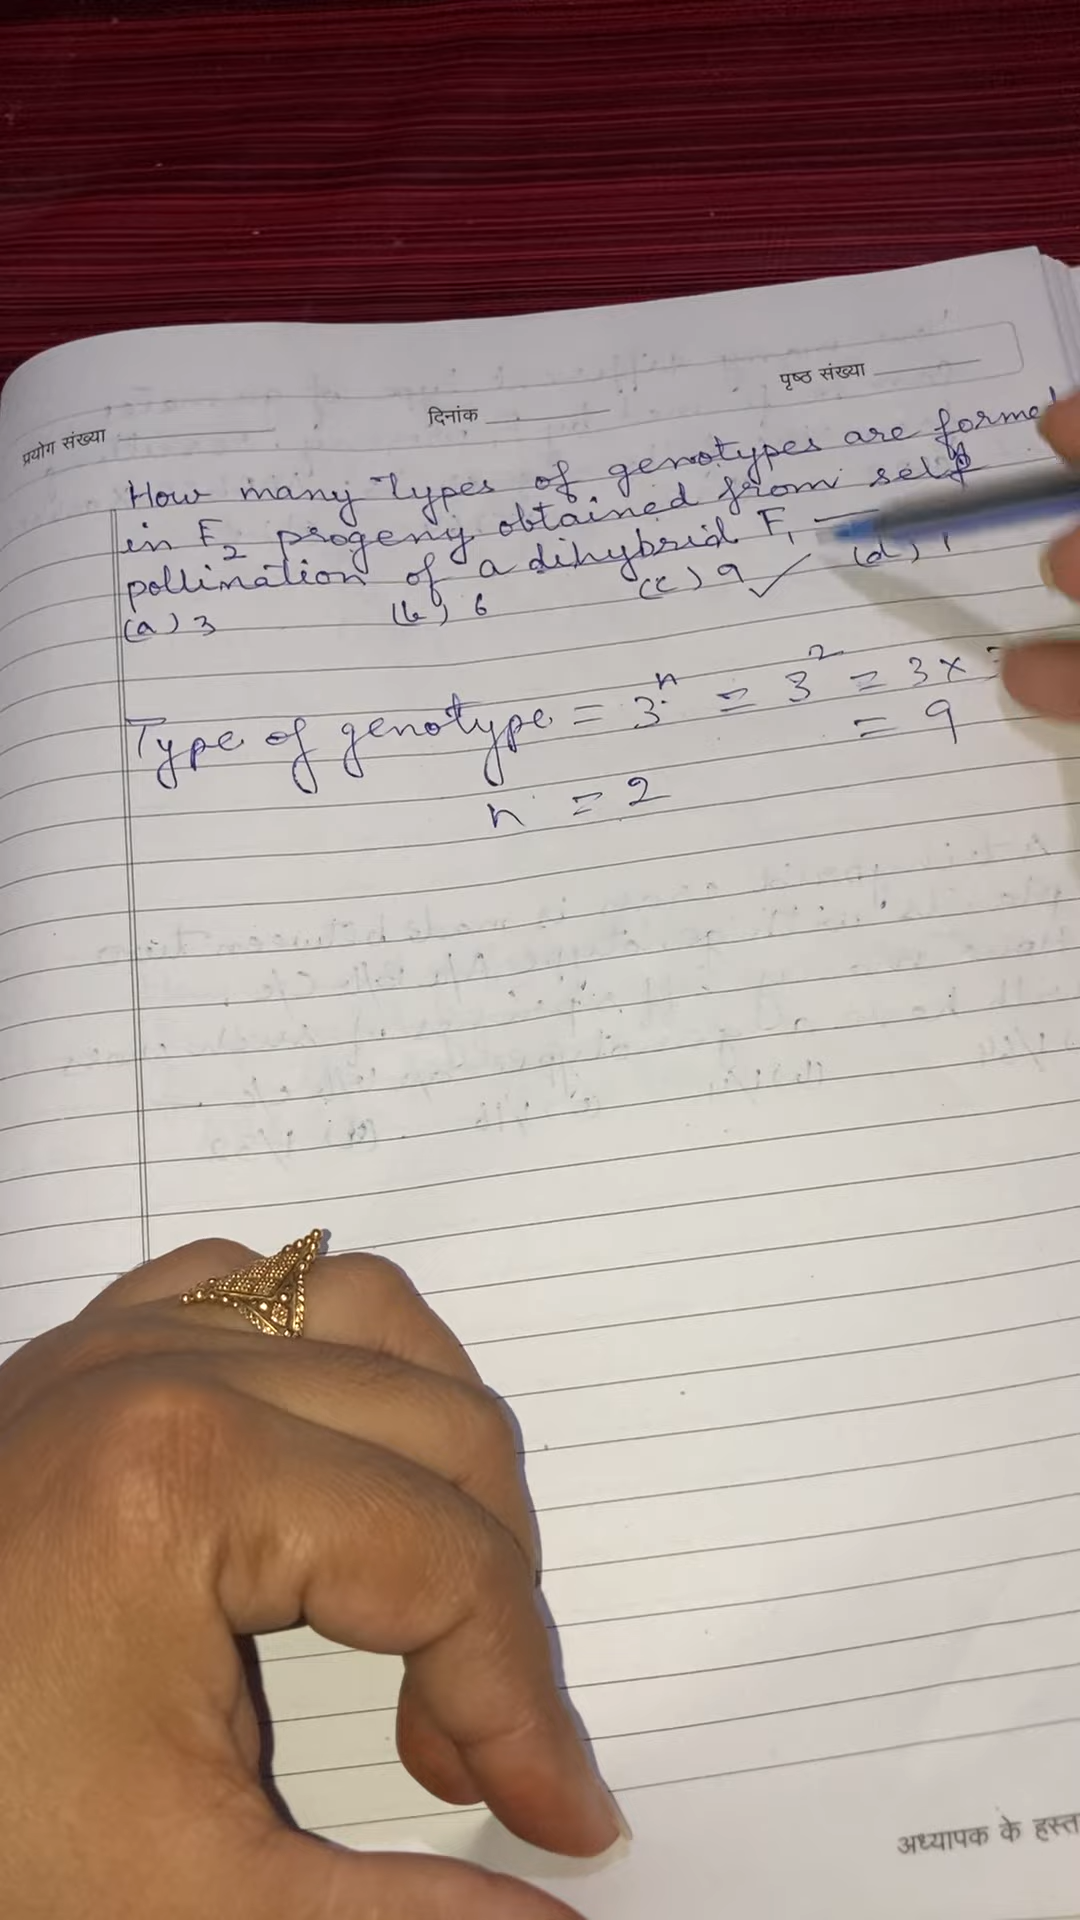 पृष्ठ संख्या
दिनांक
प्रयोग संख्या
How many types of genotypes are formed
in F2 progeny obtained from self
pollination of a dihybrid F1
(a) 3 (b) 6 (c) 9 ✓ (d) 1
Type of genotype = 3^n = 3^2 = 3 ×
= 9
n = 2
अध्यापक के